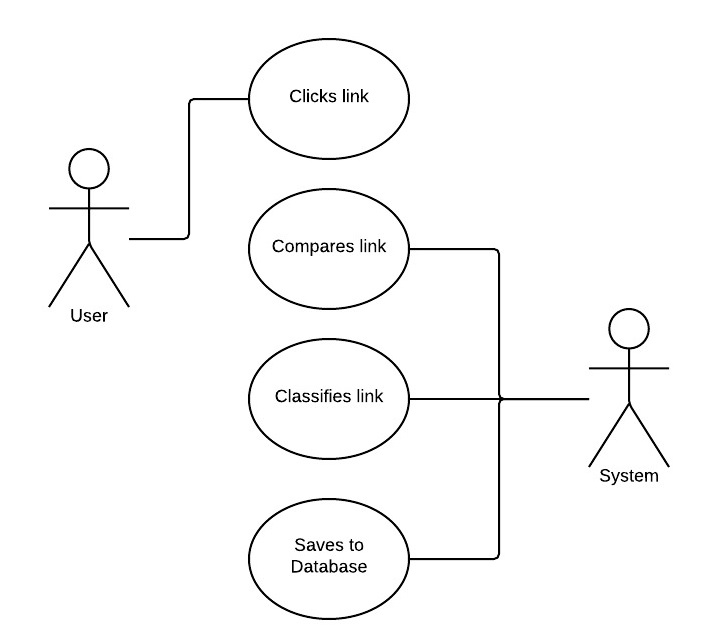 Clicks link
Compares link
User
Classifies link
System
Saves to
Database